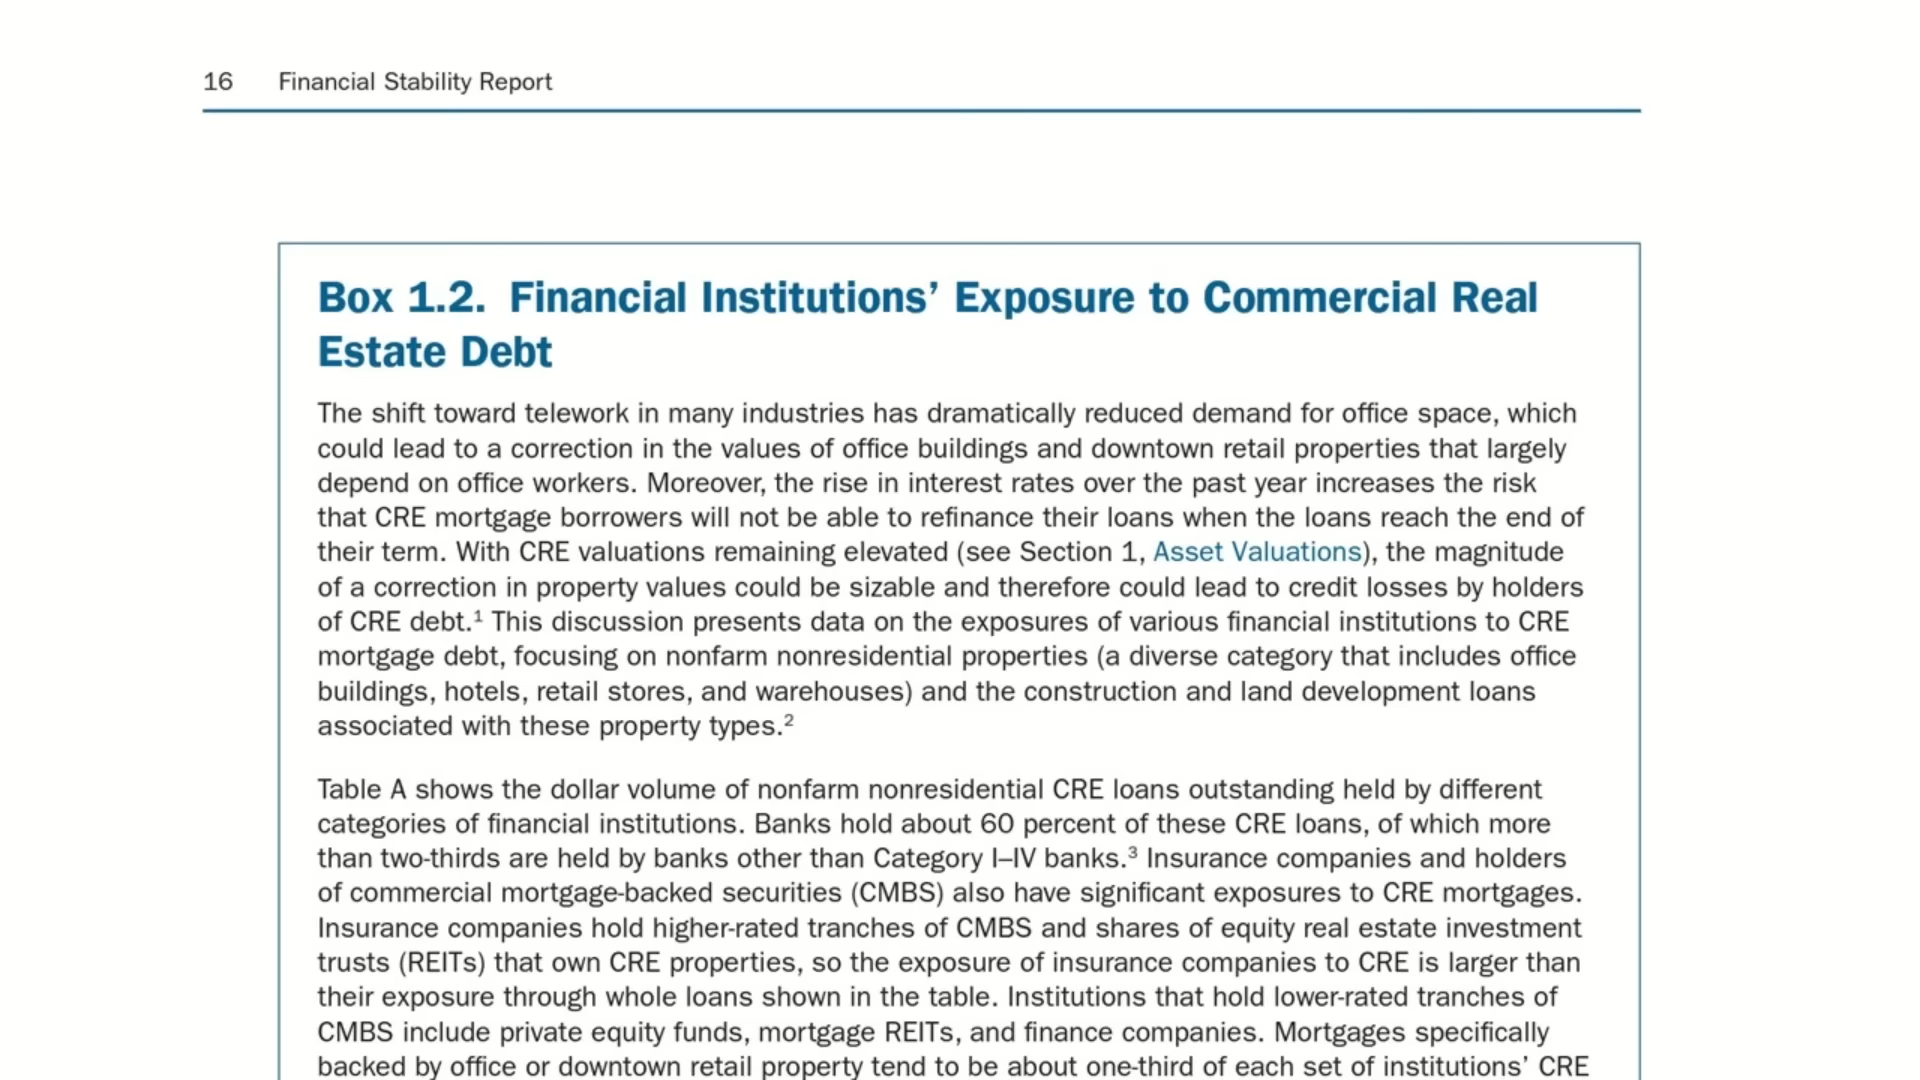 16 Financial Stability Report
Box 1.2. Financial Institutions’ Exposure to Commercial Real
Estate Debt
The shift toward telework in many industries has dramatically reduced demand for office space, which
could lead to a correction in the values of office buildings and downtown retail properties that largely
depend on office workers. Moreover, the rise in interest rates over the past year increases the risk
that CRE mortgage borrowers will not be able to refinance their loans when the loans reach the end of
their term. With CRE valuations remaining elevated (see Section 1, Asset Valuations), the magnitude
of a correction in property values could be sizable and therefore could lead to credit losses by holders
of CRE debt.¹ This discussion presents data on the exposures of various financial institutions to CRE
mortgage debt, focusing on nonfarm nonresidential properties (a diverse category that includes office
buildings, hotels, retail stores, and warehouses) and the construction and land development loans
associated with these property types.²
Table A shows the dollar volume of nonfarm nonresidential CRE loans outstanding held by different
categories of financial institutions. Banks hold about 60 percent of these CRE loans, of which more
than two-thirds are held by banks other than Category I–IV banks.³ Insurance companies and holders
of commercial mortgage-backed securities (CMBS) also have significant exposures to CRE mortgages.
Insurance companies hold higher-rated tranches of CMBS and shares of equity real estate investment
trusts (REITs) that own CRE properties, so the exposure of insurance companies to CRE is larger than
their exposure through whole loans shown in the table. Institutions that hold lower-rated tranches of
CMBS include private equity funds, mortgage REITs, and finance companies. Mortgages specifically
backed by office or downtown retail property tend to be about one-third of each set of institutions’ CRE